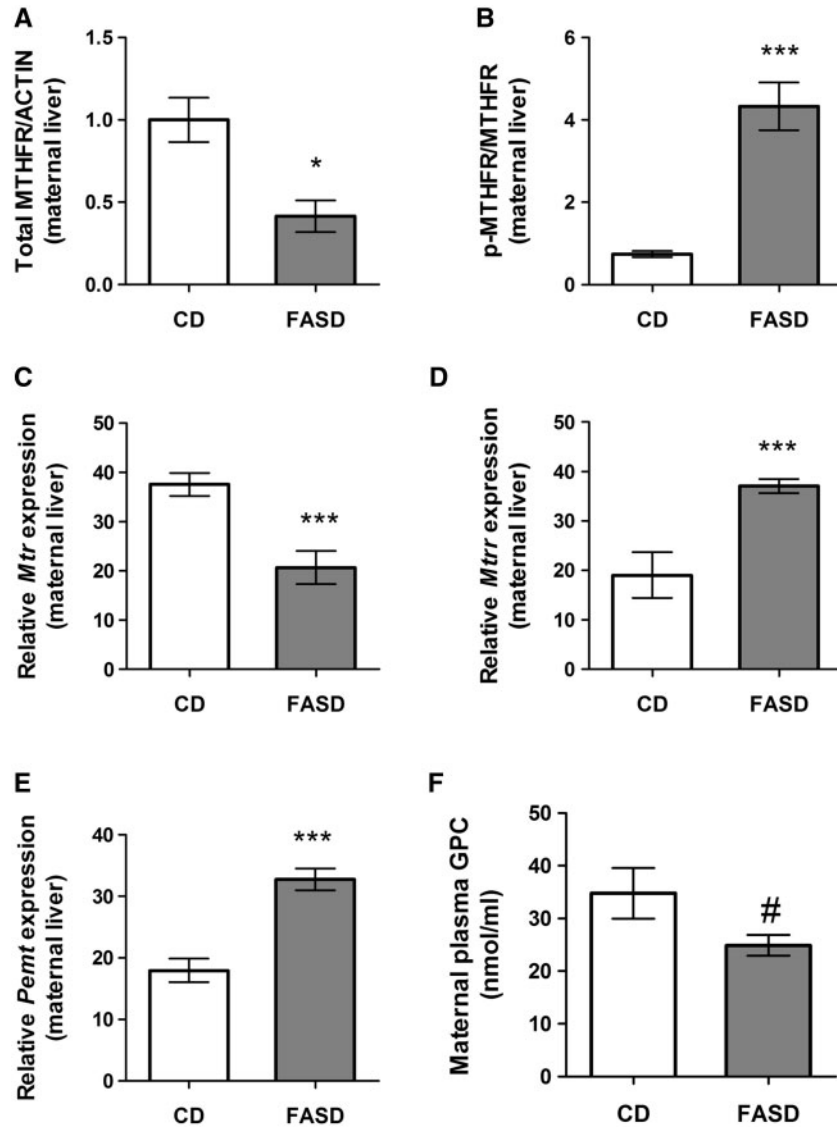 A
Total MTHFR/ACTIN
(maternal liver)
1.5
1.0
0.5
0.0
*
CD
FASD
B
p-MTHFR/MTHFR
(maternal liver)
6
4
2
0
***
CD
FASD
C
Relative Mtr expression
(maternal liver)
50
40
30
20
10
0
***
CD
FASD
D
Relative Mtrr expression
(maternal liver)
50
40
30
20
10
0
***
CD
FASD
E
Relative Pemt expression
(maternal liver)
40
30
20
10
0
***
CD
FASD
F
Maternal plasma GPC
(nmol/ml)
50
40
30
20
10
0
#
CD
FASD